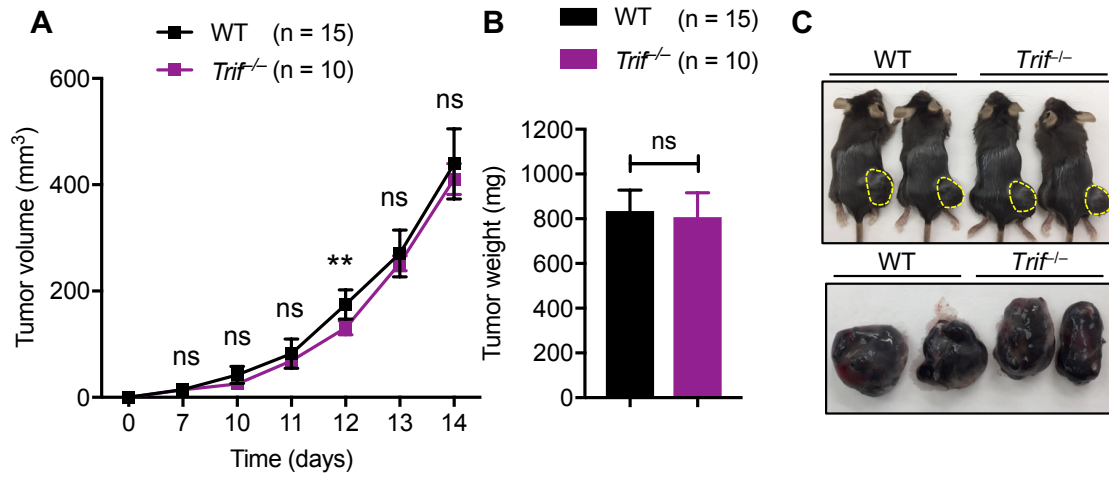 A
WT (n = 15)
Trif–/– (n = 10)
Tumor volume (mm³)
600
400
200
0
ns
ns
ns
**
ns
ns
0 7 10 11 12 13 14
Time (days)
B
WT (n = 15)
Trif–/– (n = 10)
Tumor weight (mg)
1200
1000
800
600
400
200
0
ns
C
WT Trif–/–
WT Trif–/–